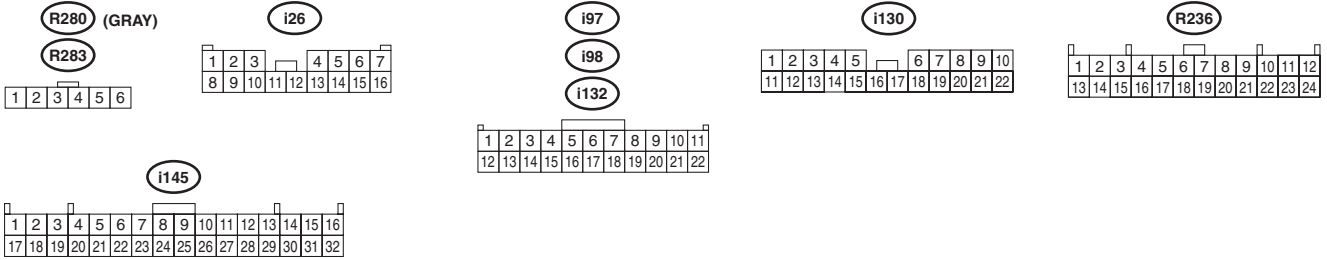 R280 (GRAY)
R283
1 2 3 4 5 6
i26
1 2 3 4 5 6 7
8 9 10 11 12 13 14 15 16
i97
i98
i132
1 2 3 4 5 6 7 8 9 10 11
12 13 14 15 16 17 18 19 20 21 22
i130
1 2 3 4 5 6 7 8 9 10
11 12 13 14 15 16 17 18 19 20 21 22
R236
1 2 3 4 5 6 7 8 9 10 11 12
13 14 15 16 17 18 19 20 21 22 23 24
i145
1 2 3 4 5 6 7 8 9 10 11 12 13 14 15 16
17 18 19 20 21 22 23 24 25 26 27 28 29 30 31 32